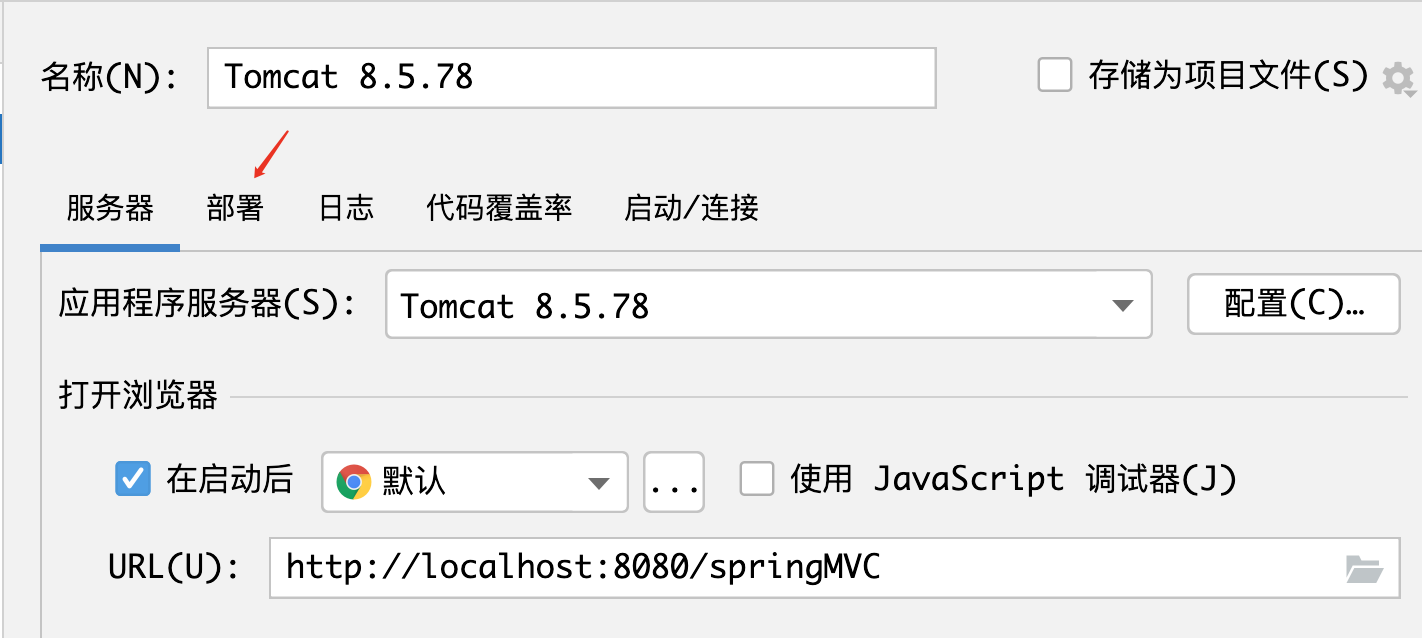 名称(N): Tomcat 8.5.78 存储为项目文件(S)
服务器 部署 日志 代码覆盖率 启动/连接
应用程序服务器(S): Tomcat 8.5.78 配置(C)…
打开浏览器
在启动后 默认 ... 使用 JavaScript 调试器(J)
URL(U): http://localhost:8080/springMVC